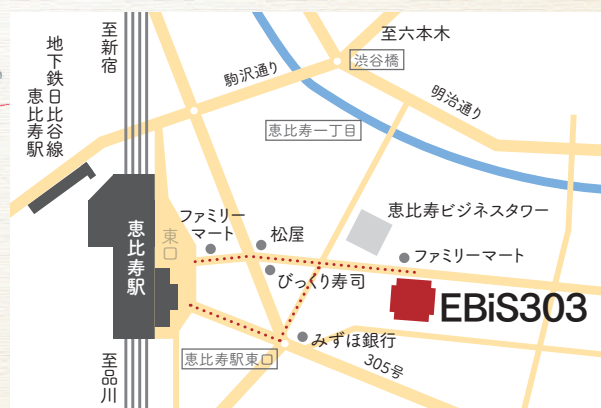 至新宿
地下鉄日比谷線
恵比寿駅
至六本木
渋谷橋
駒沢通り
明治通り
恵比寿一丁目
恵比寿ビジネスタワー
ファミリー
マート
松屋
東口
恵比寿駅
ファミリーマート
びっくり寿司
EBiS303
みずほ銀行
恵比寿駅東口
305号
至品川